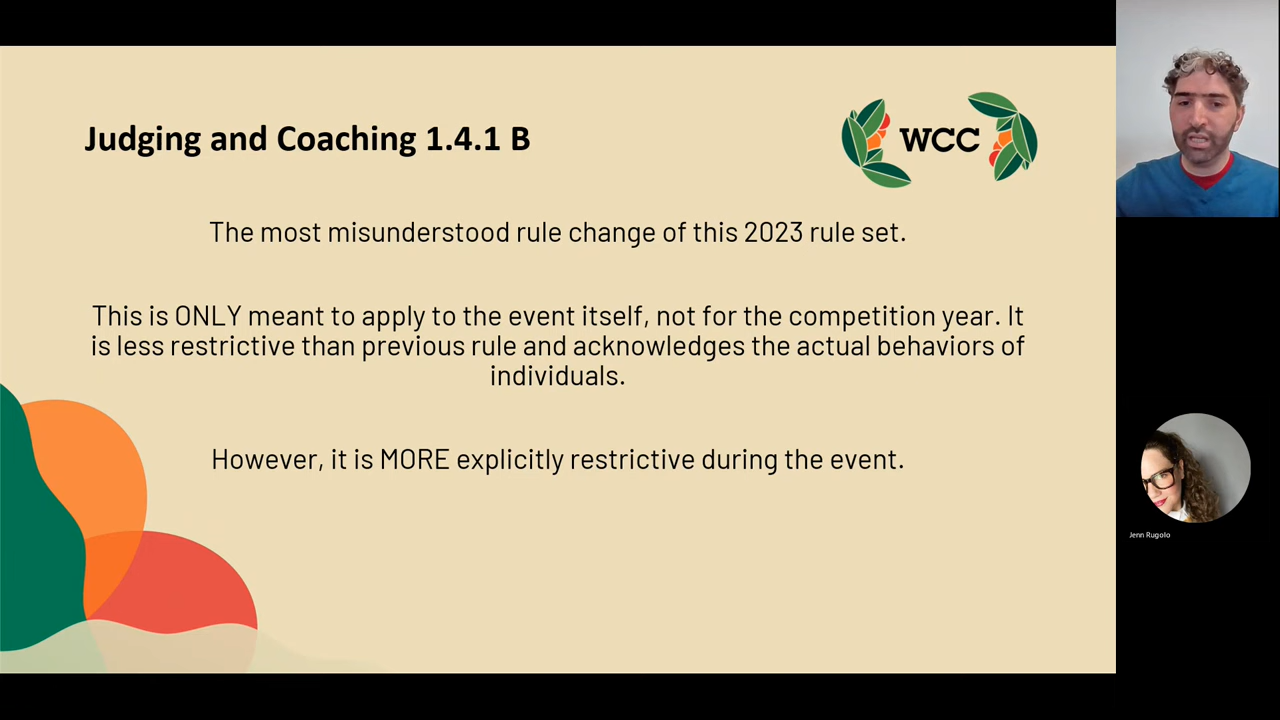 Judging and Coaching 1.4.1 B
WCC
The most misunderstood rule change of this 2023 rule set.
This is ONLY meant to apply to the event itself, not for the competition year. It
is less restrictive than previous rule and acknowledges the actual behaviors of
individuals.
However, it is MORE explicitly restrictive during the event.
Jenn Rugolo